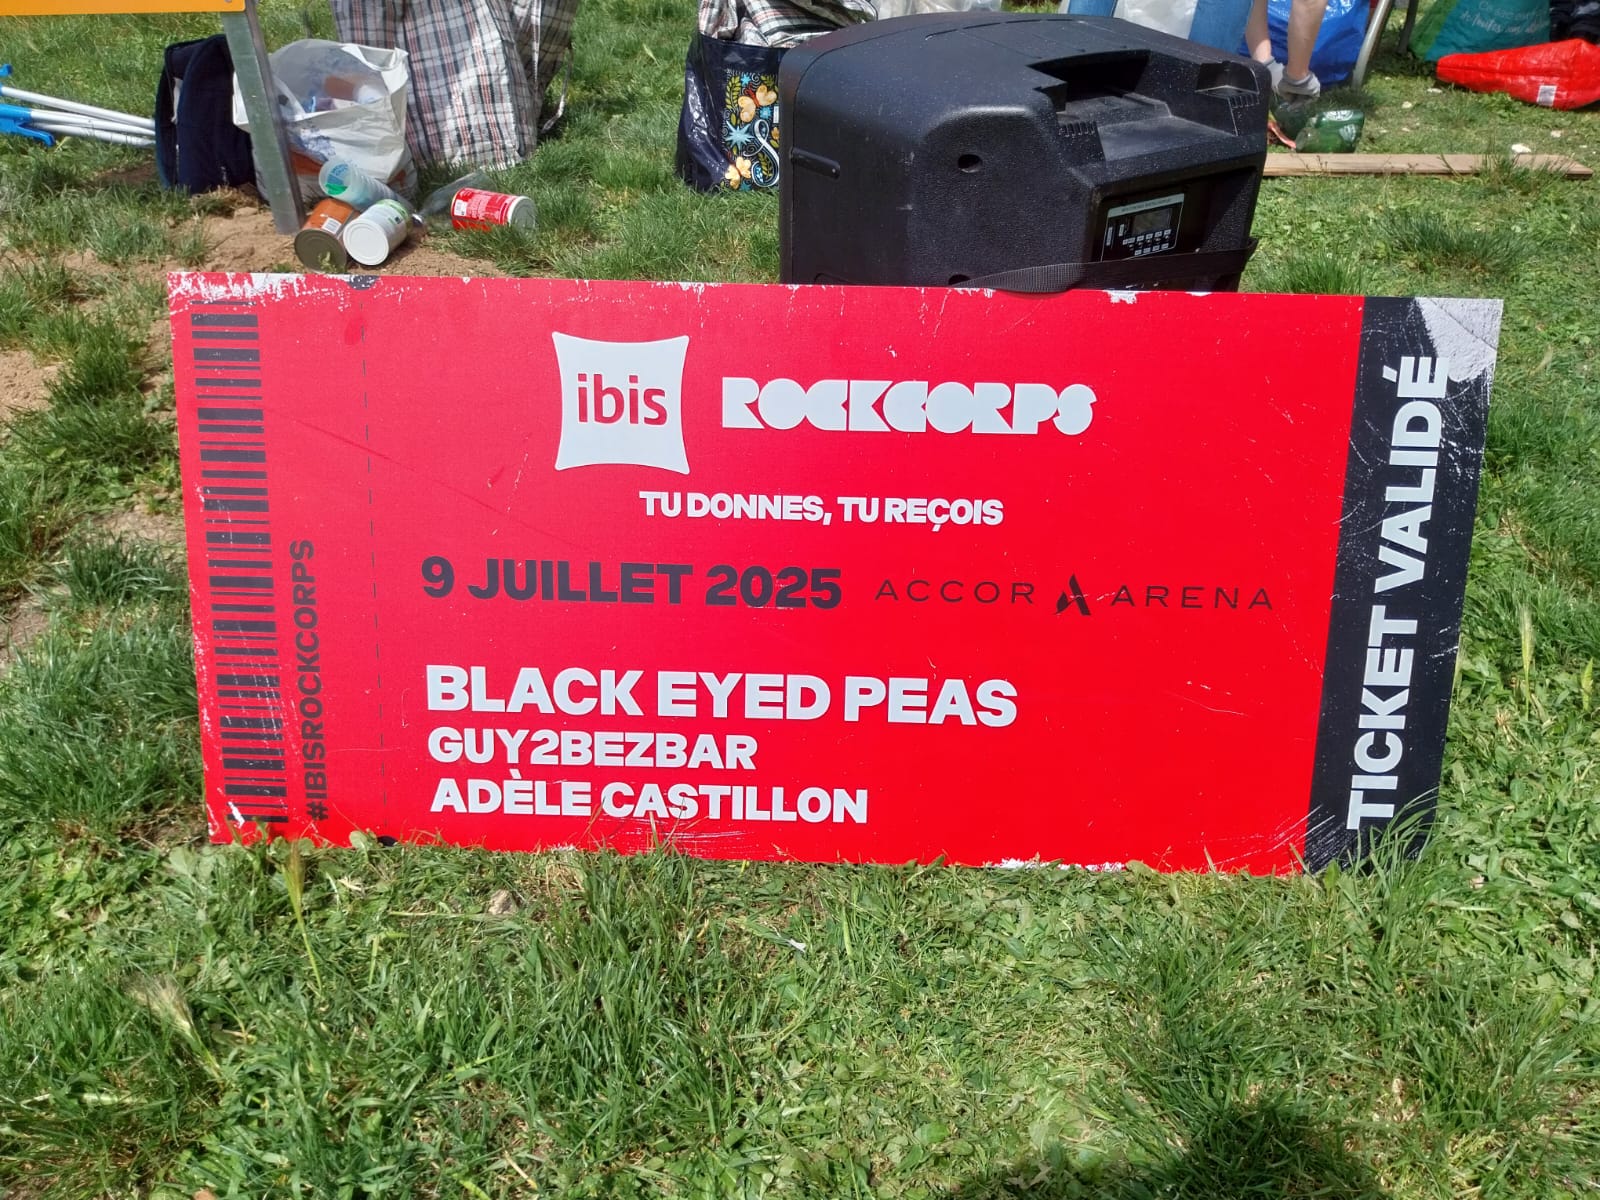 ibis
ROCKCORPS
TU DONNES, TU REÇOIS
9 JUILLET 2025 ACCOR ARENA
BLACK EYED PEAS
GUY2BEZBAR
ADÈLE CASTILLON
#IBISROCKCORPS
TICKET VALIDÉ